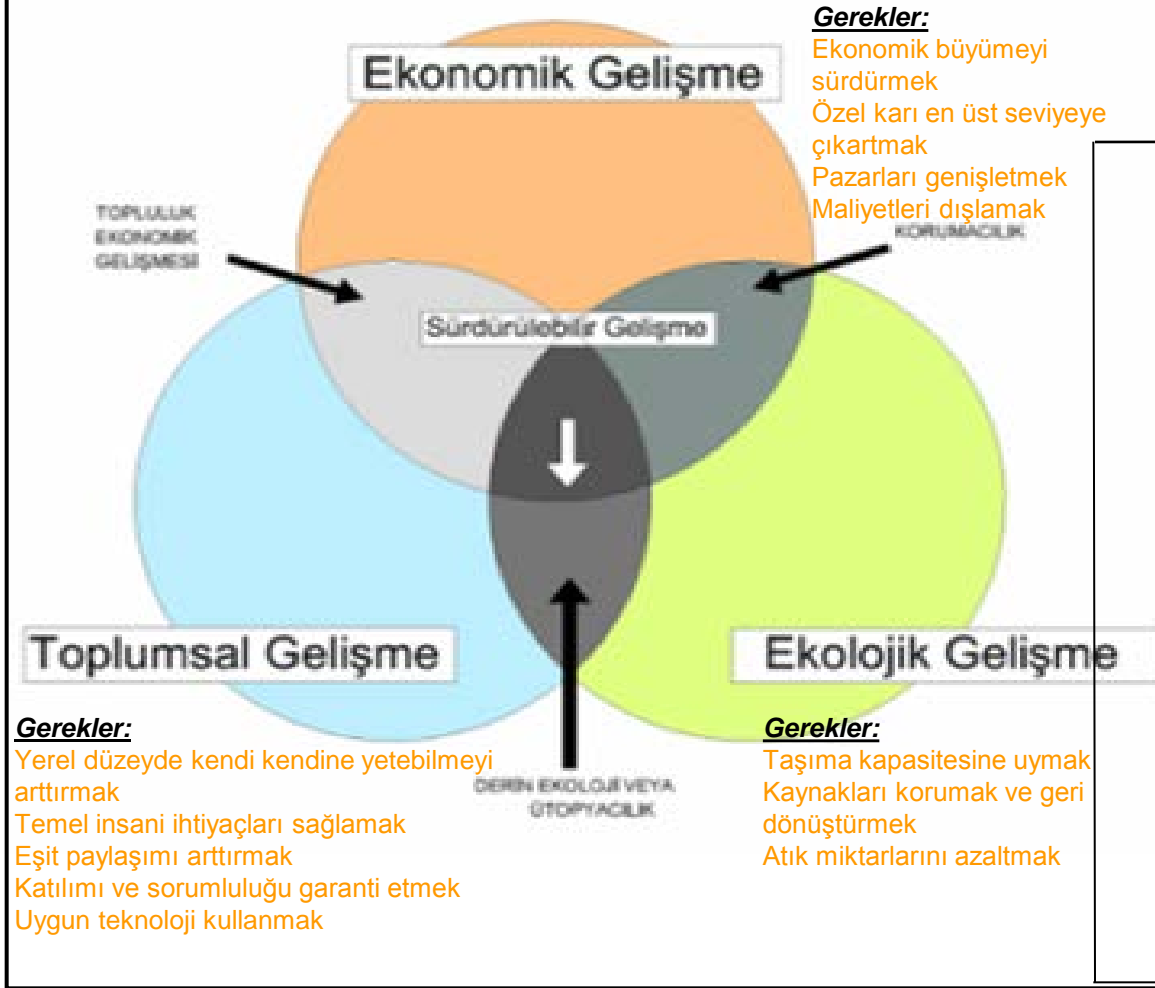 Gerekler:
Ekonomik büyümeyi
sürdürmek
Özel karı en üst seviyeye
çıkartmak
Pazarları genişletmek
Maliyetleri dışlamak
Ekonomik Gelişme
TOPLULUK
EKONOMİK
GELİŞMESİ
KORUMACILIK
Sürdürülebilir Gelişme
Toplumsal Gelişme
Ekolojik Gelişme
Gerekler:
Yerel düzeyde kendi kendine yetebilmeyi
arttırmak
Temel insani ihtiyaçları sağlamak
Eşit paylaşımı arttırmak
Katılımı ve sorumluluğu garanti etmek
Uygun teknoloji kullanmak
DERİN EKOLOJİ VEYA
ÜTOPYACILIK
Gerekler:
Taşıma kapasitesine uymak
Kaynakları korumak ve geri
dönüştürmek
Atık miktarlarını azaltmak